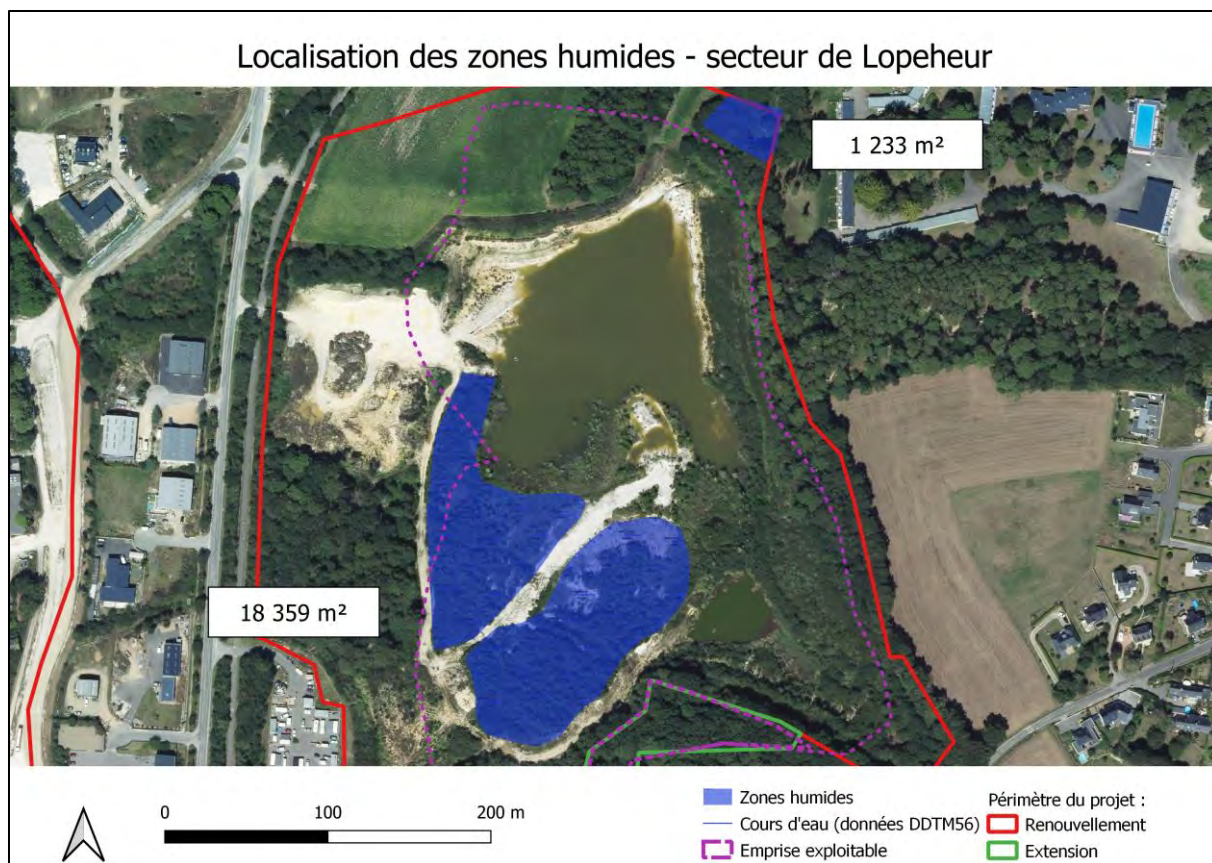 Localisation des zones humides - secteur de Lopeheur
1 233 m²
18 359 m²
0 100 200 m
Zones humides
Cours d'eau (données DDTM56)
Emprise exploitable
Périmètre du projet :
Renouvellement
Extension